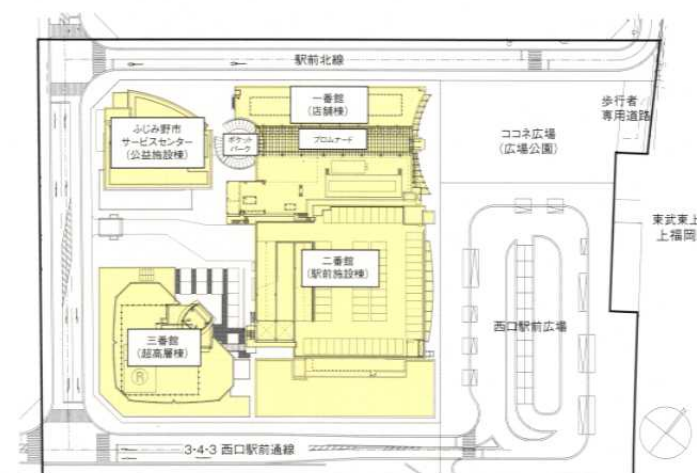 駅前北線
一番館
(店舗棟)
歩行者
専用道路
ふじみ野市
サービスセンター
(公益施設棟)
ポケット
パーク
プロムナード
ココネ広場
(広場公園)
東武東上
上福岡
二番館
(駅前施設棟)
西口駅前広場
三番館
(超高層棟)
R
3・4・3 西口駅前通線